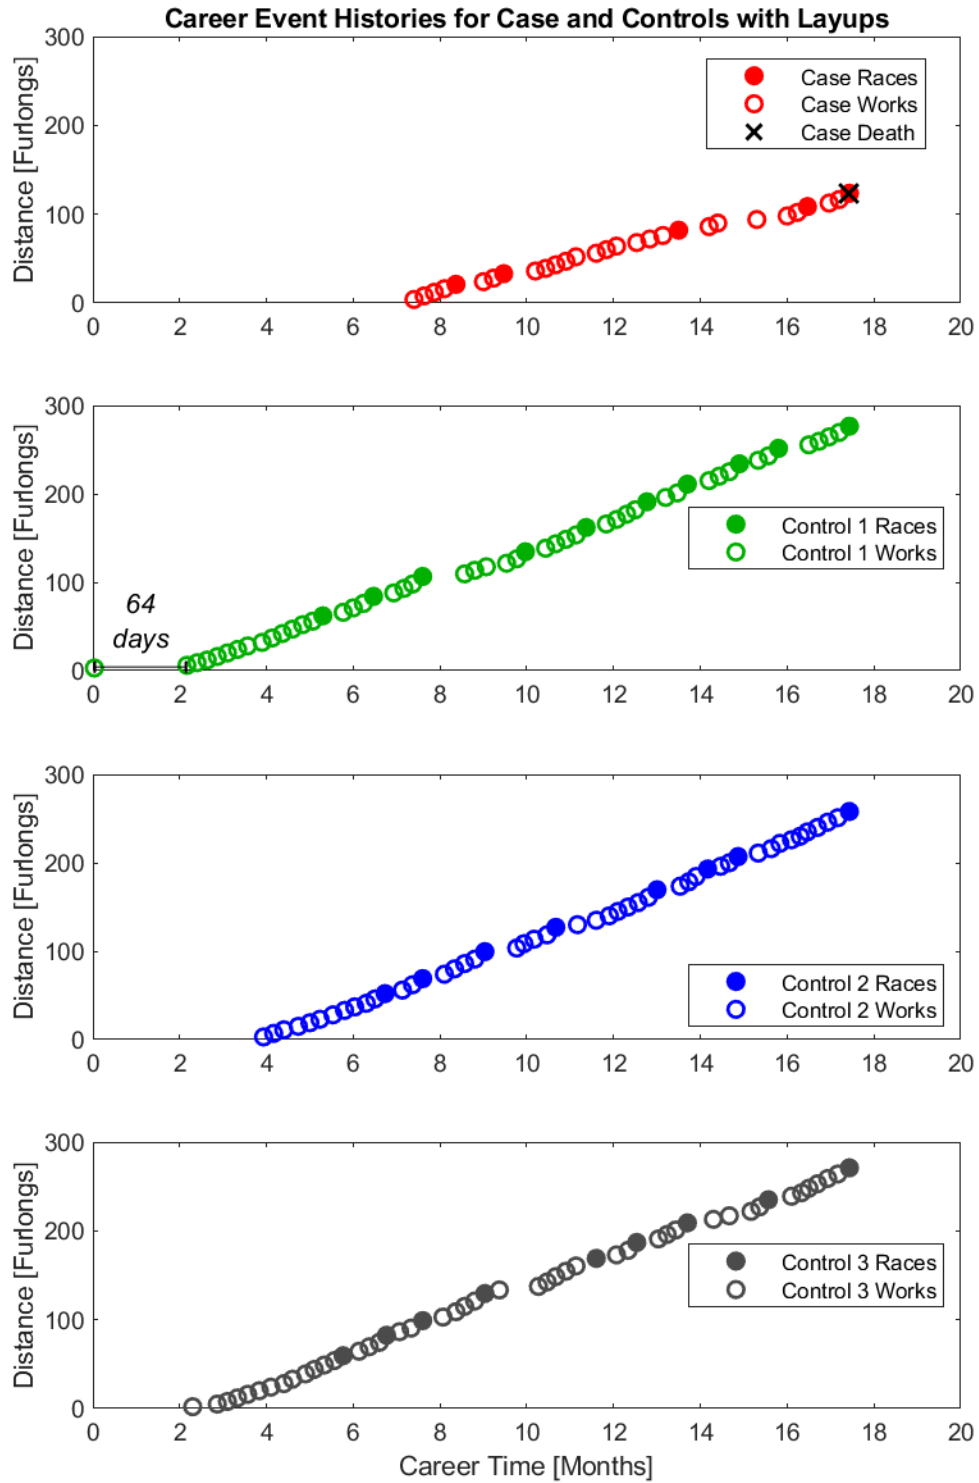 Career Event Histories for Case and Controls with Layups
300
200
100
0
Distance [Furlongs]
Case Races
Case Works
Case Death
0 2 4 6 8 10 12 14 16 18 20
300
200
100
0
Distance [Furlongs]
64
days
Control 1 Races
Control 1 Works
0 2 4 6 8 10 12 14 16 18 20
300
200
100
0
Distance [Furlongs]
Control 2 Races
Control 2 Works
0 2 4 6 8 10 12 14 16 18 20
300
200
100
0
Distance [Furlongs]
Control 3 Races
Control 3 Works
0 2 4 6 8 10 12 14 16 18 20
Career Time [Months]